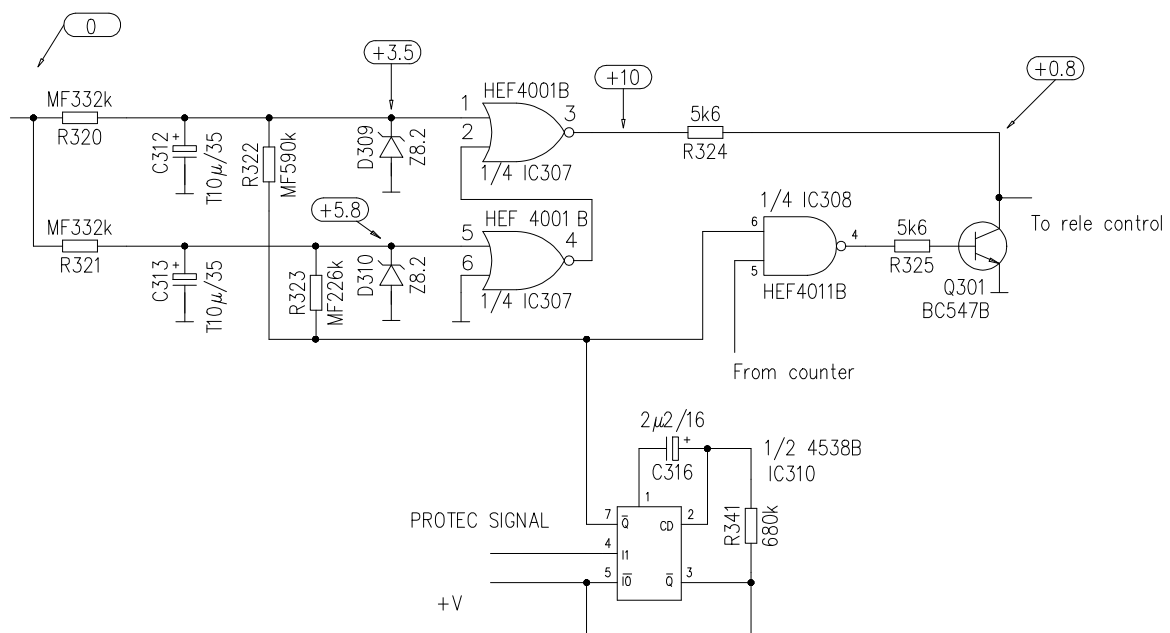 0
+3.5
+10
+0.8
MF332k
R320
C312
+
T10μ/35
R322
MF590k
D309
Z8.2
HEF4001B
1
2
3
1/4 IC307
5k6
R324
+5.8
MF332k
R321
C313
+
T10μ/35
R323
MF226k
D310
Z8.2
HEF 4001 B
5
6
4
1/4 IC307
1/4 IC308
6
5
4
HEF4011B
5k6
R325
To rele control
Q301
BC547B
From counter
2μ2/16
+
C316
1/2 4538B
IC310
1
7
Q
CD
2
R341
680k
PROTEC SIGNAL
4
I1
5
I0
Q
3
+V